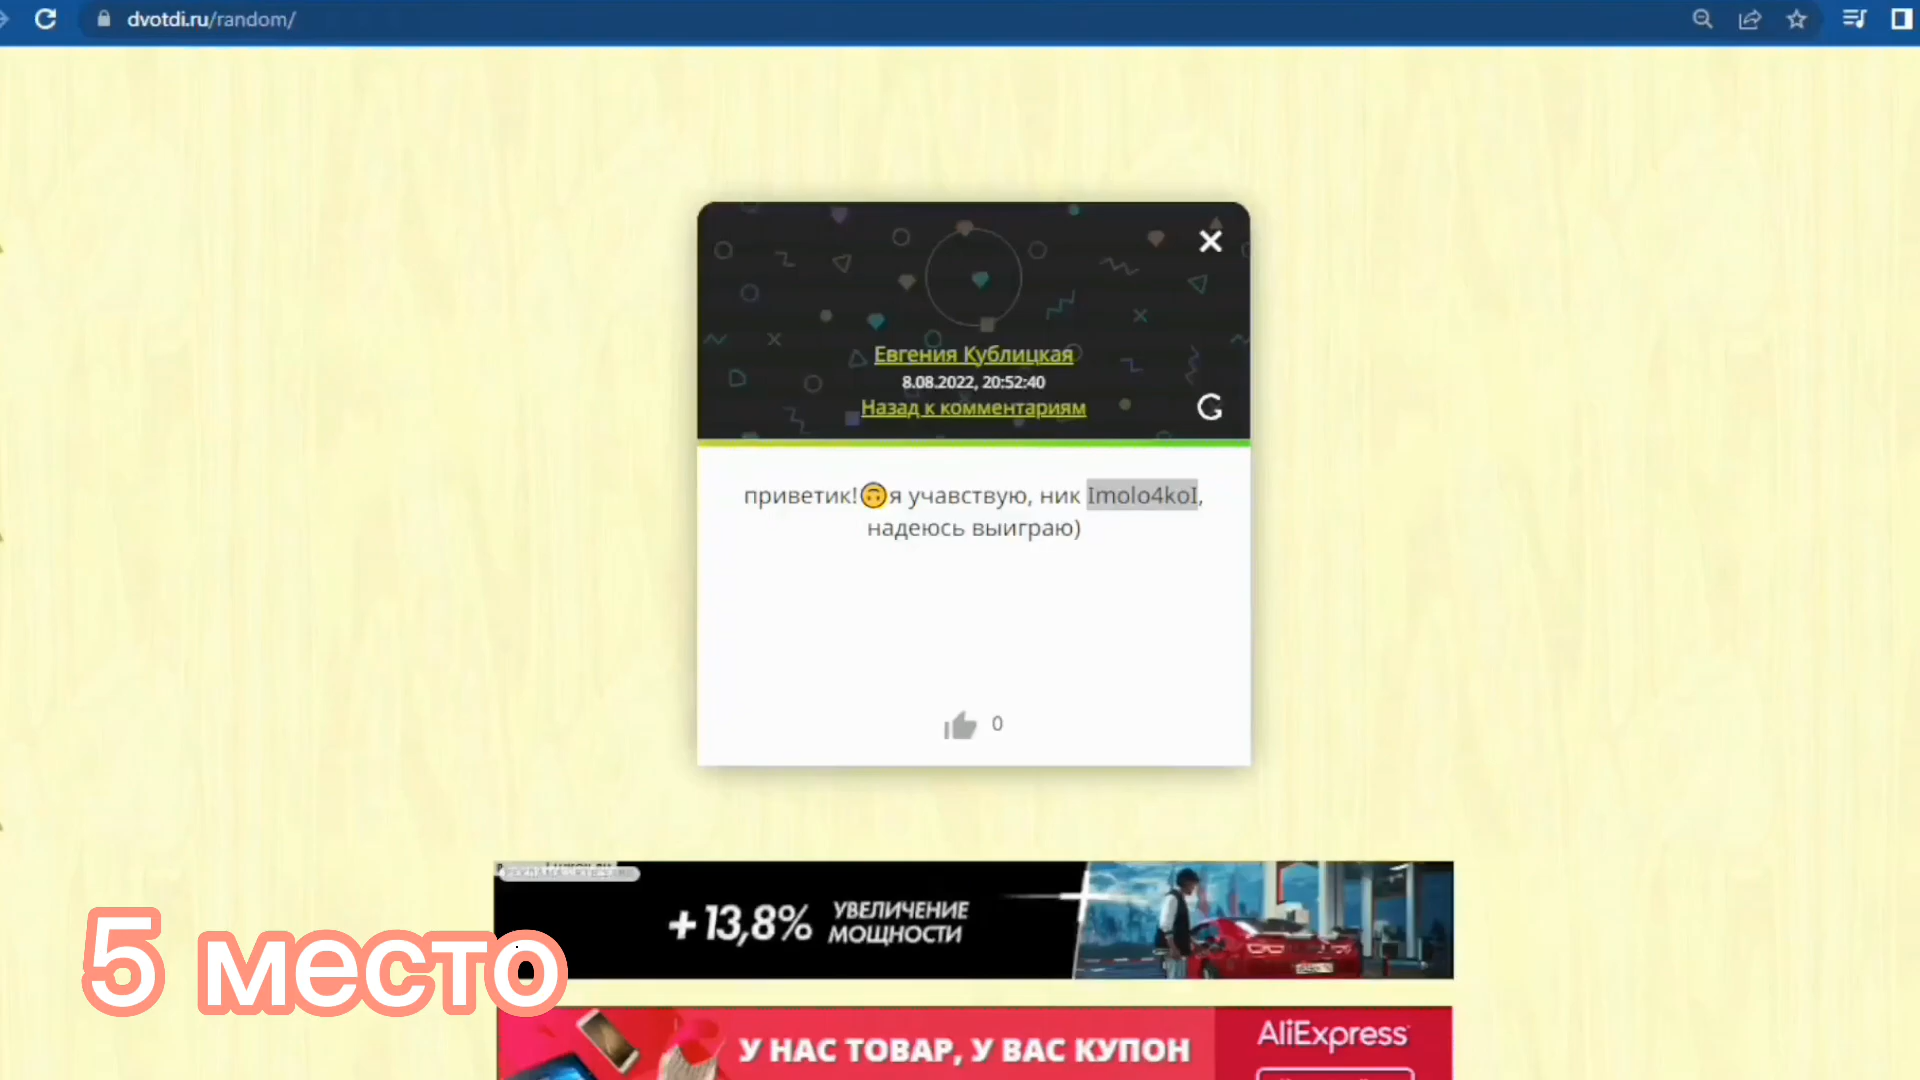 dvotdi.ru/random/
Евгения Кублицкая
8.08.2022, 20:52:40
Назад к комментариям
приветик!🙃я учавствую, ник Imolo4koI,
надеюсь выиграю)
0
+13,8% УВЕЛИЧЕНИЕ
МОЩНОСТИ
5 место
У НАС ТОВАР, У ВАС КУПОН
AliExpress